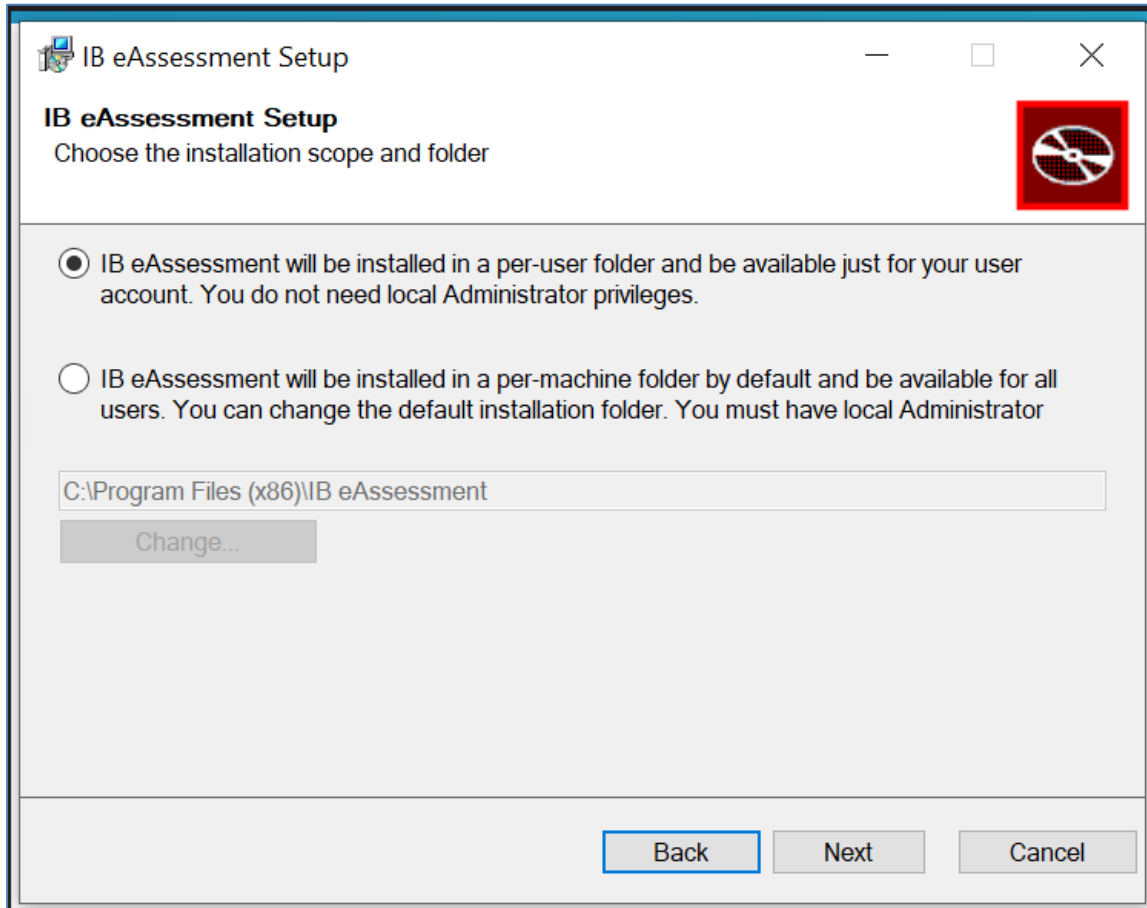 IB eAssessment Setup
IB eAssessment Setup
Choose the installation scope and folder
IB eAssessment will be installed in a per-user folder and be available just for your user
account. You do not need local Administrator privileges.
IB eAssessment will be installed in a per-machine folder by default and be available for all
users. You can change the default installation folder. You must have local Administrator
C:\Program Files (x86)\IB eAssessment
Change...
Back Next Cancel